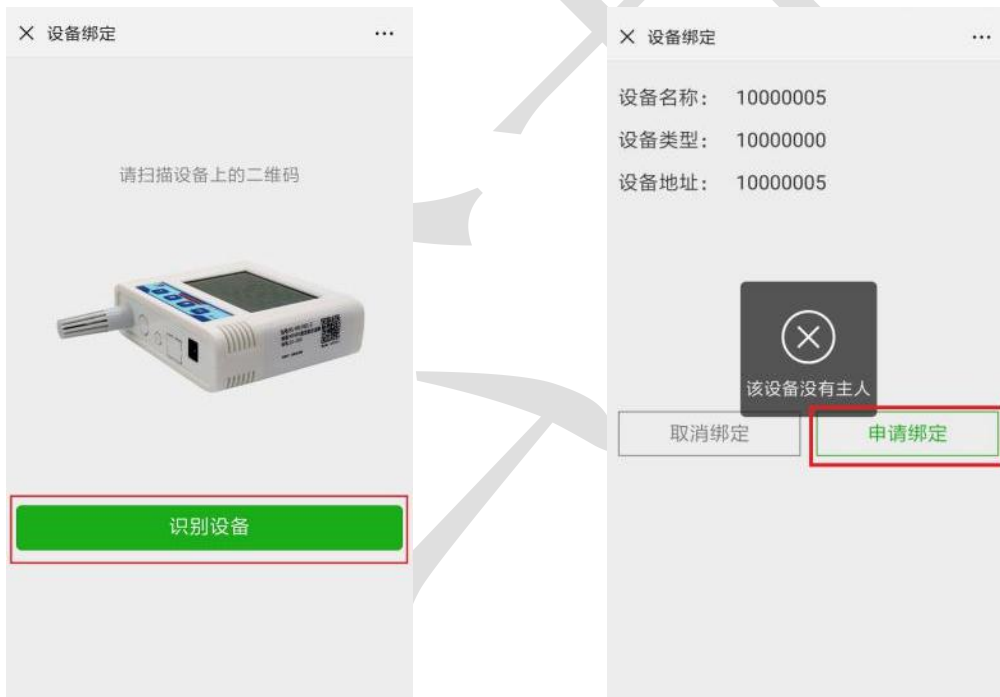 设备绑定
请扫描设备上的二维码
识别设备
设备绑定
设备名称： 10000005
设备类型： 10000000
设备地址： 10000005
该设备没有主人
取消绑定 申请绑定